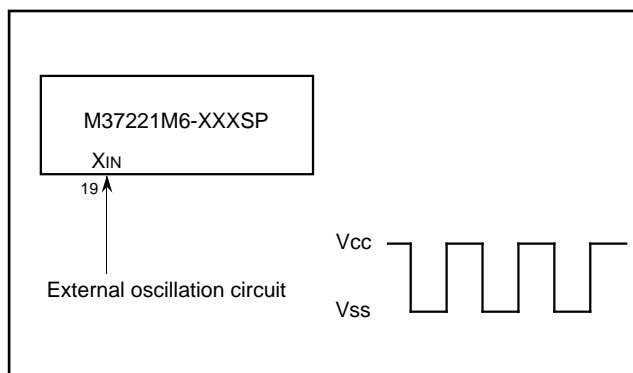 M37221M6-XXXSP
XIN
19
External oscillation circuit
Vcc
Vss